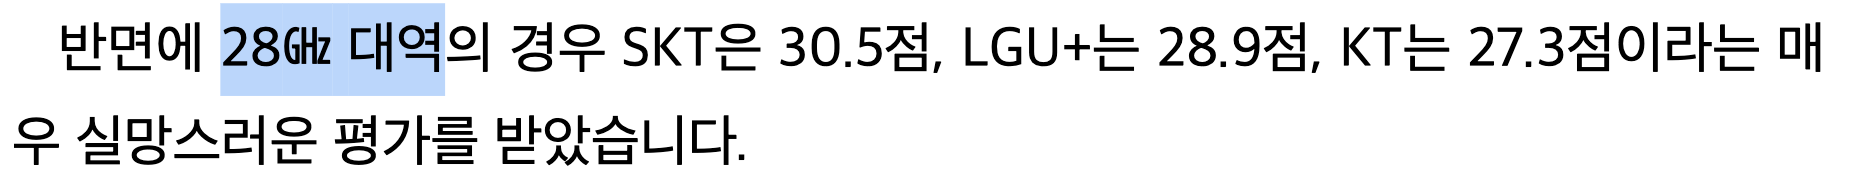 반면에 28㎓ 대역의 경우 SKT은 30.5점, LGU+는 28.9점, KT는 27.3점이라는 매
우 실망스러운 평가를 받았습니다.